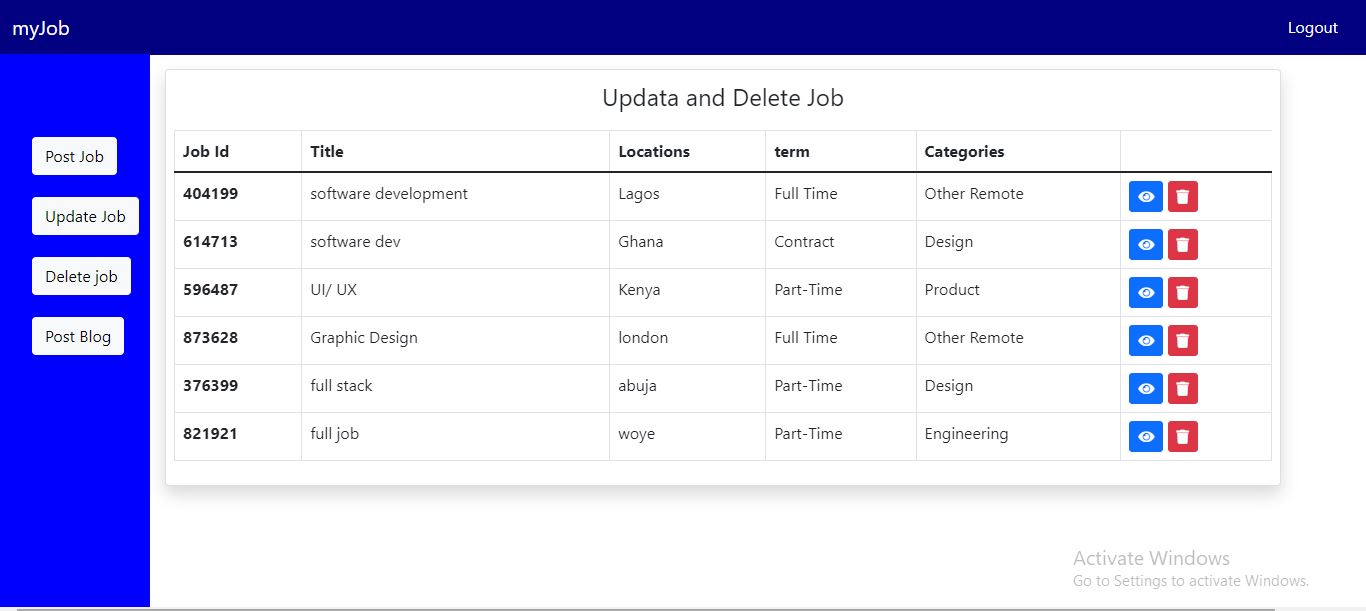 myJob Logout
Updata and Delete Job
Post Job
Update Job
Delete job
Post Blog
Job Id Title Locations term Categories
404199 software development Lagos Full Time Other Remote
614713 software dev Ghana Contract Design
596487 UI/ UX Kenya Part-Time Product
873628 Graphic Design london Full Time Other Remote
376399 full stack abuja Part-Time Design
821921 full job woye Part-Time Engineering
Activate Windows
Go to Settings to activate Windows.